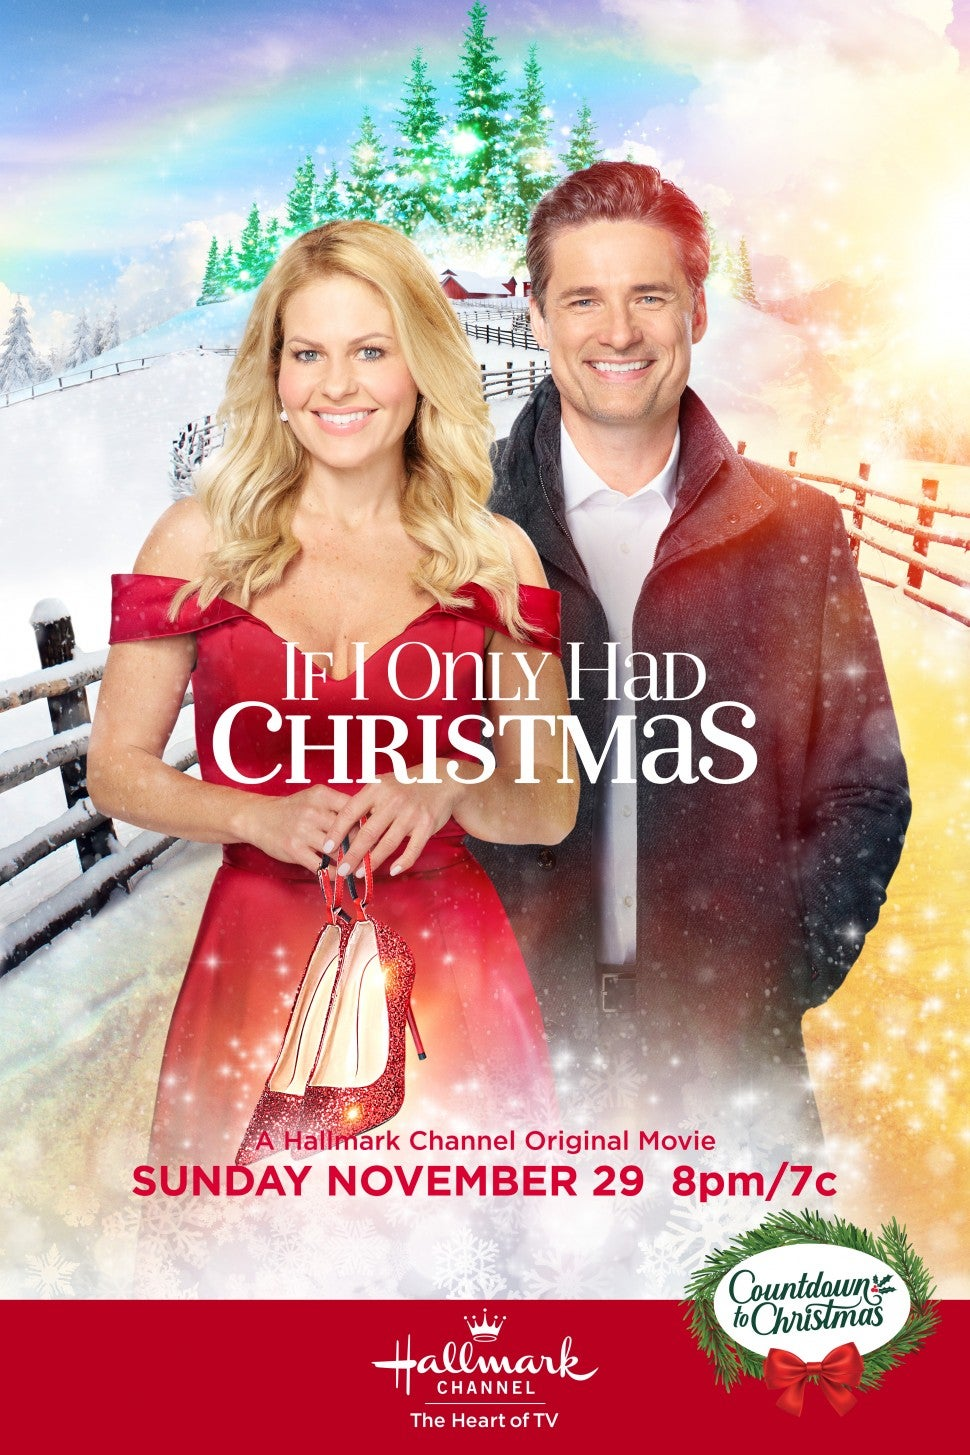 If I Only Had
Christmas
A Hallmark Channel Original Movie
SUNDAY NOVEMBER 29 8pm/7c
Countdown
to Christmas
Hallmark
CHANNEL
The Heart of TV